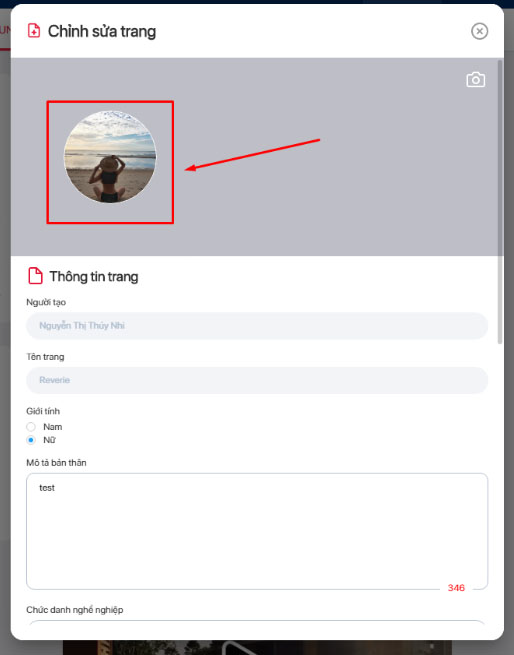 Chỉnh sửa trang
Thông tin trang
Người tạo
Nguyễn Thị Thúy Nhi
Tên trang
Reverie
Giới tính
Nam
Nữ
Mô tả bản thân
test
346
Chức danh nghề nghiệp